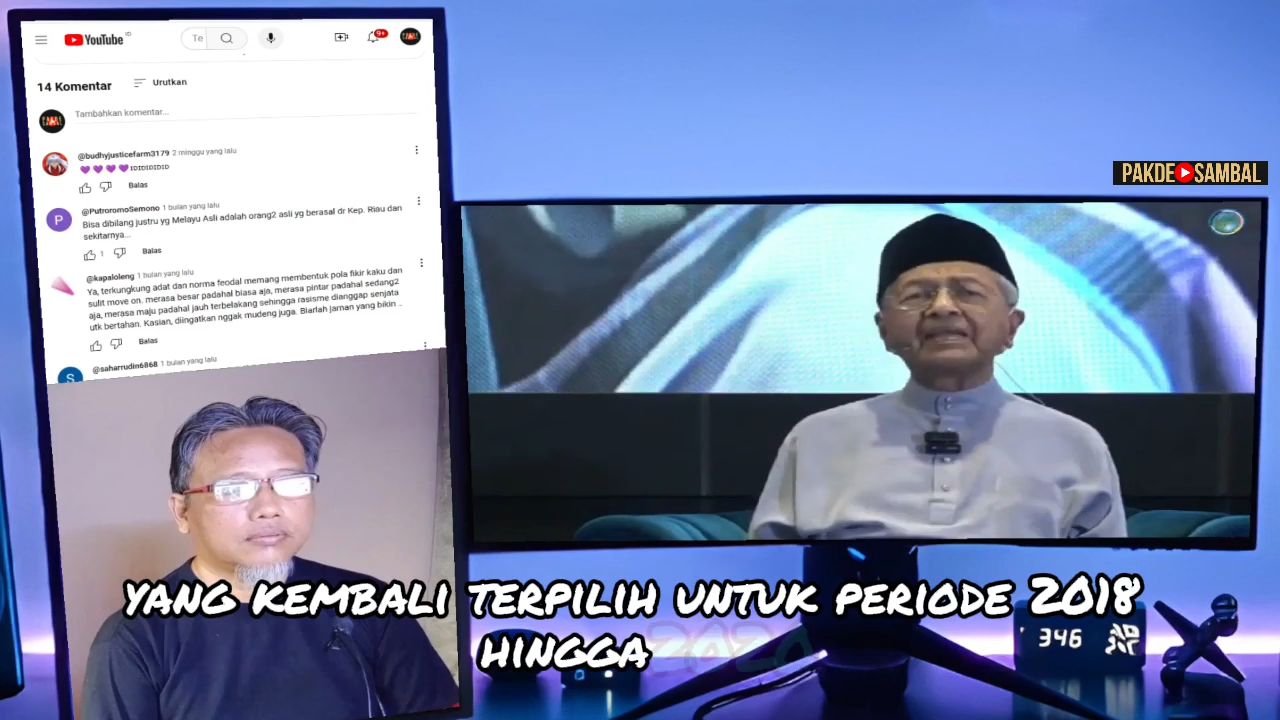 YouTube ID
Te
9+
14 Komentar
Urutkan
Tambahkan komentar...
@budhyjusticefarm3179 2 minggu yang lalu
💜💜💜💜🇮🇩🇮🇩🇮🇩🇮🇩🇮🇩
Balas
P
@PutroromoSemono 1 bulan yang lalu
Bisa dibilang justru yg Melayu Asli adalah orang2 asli yg berasal dr Kep. Riau dan
sekitarnya...
1
Balas
@kapaloleng 1 bulan yang lalu
Ya, terkungkung adat dan norma feodal memang membentuk pola fikir kaku dan
sulit move on. merasa besar padahal biasa aja, merasa pintar padahal sedang2
aja, merasa maju padahal jauh terbelakang sehingga rasisme dianggap senjata
utk bertahan. Kasian, diingatkan nggak mudeng juga. Biarlah jarnan yang bikin ..
Balas
S
@saharrudin6868 1 bulan yang lalu
PAKDE SAMBAL
YANG KEMBALI TERPILIH UNTUK PERIODE 2018
HINGGA 2020
346